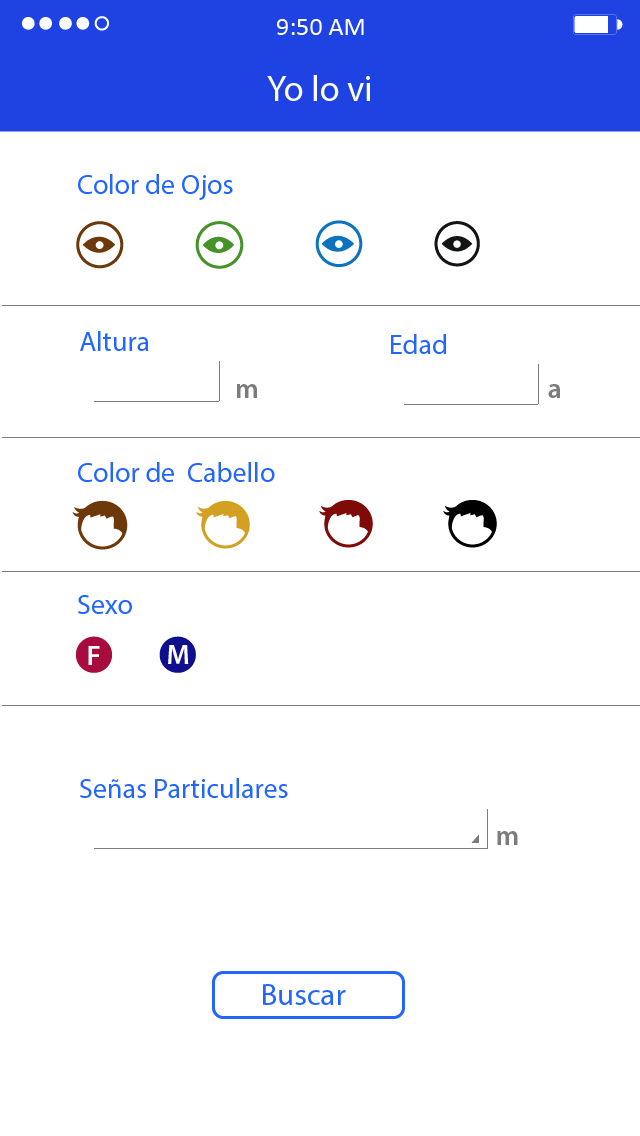 9:50 AM
Yo lo vi
Color de Ojos
Altura
Edad
m
a
Color de Cabello
Sexo
F M
Señas Particulares
m
Buscar